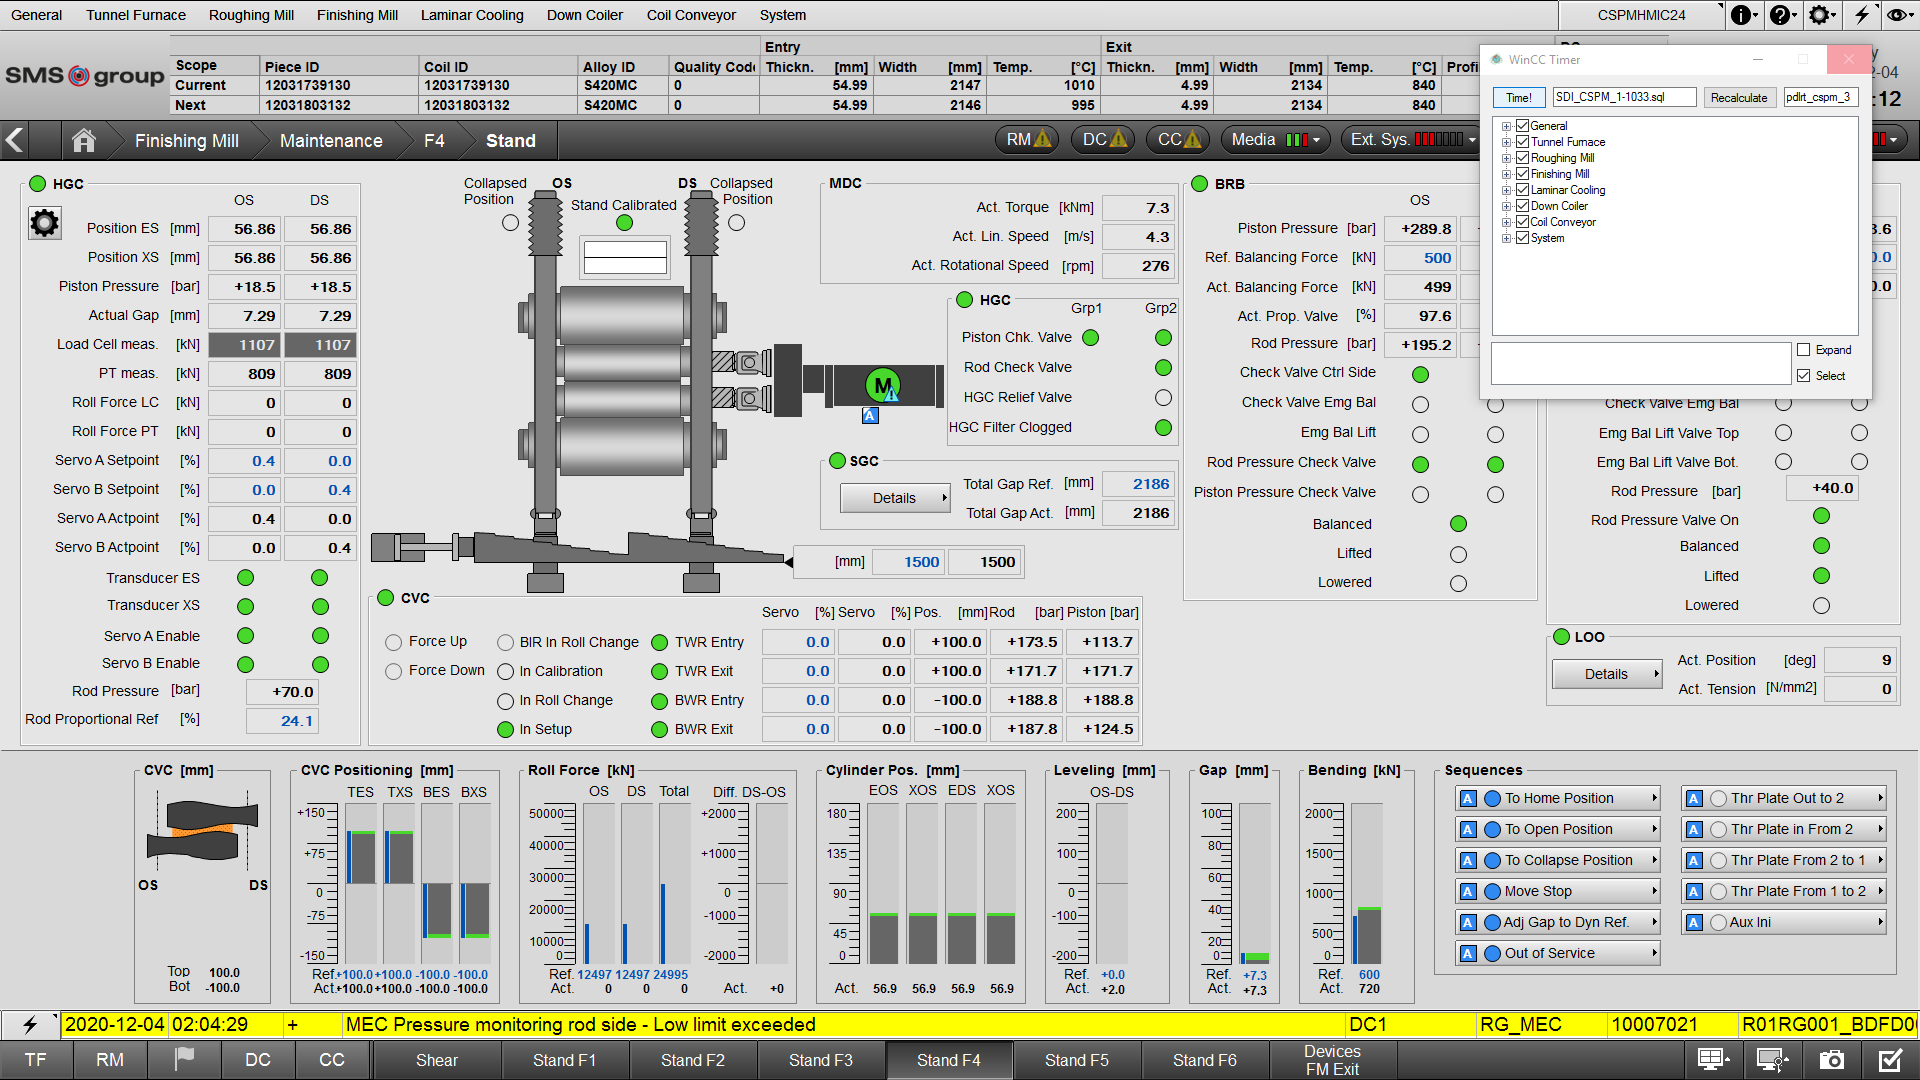 General Tunnel Furnace Roughing Mill Finishing Mill Laminar Cooling Down Coiler Coil Conveyor System CSPMHMIC24
SMS group
Entry Exit
Scope Piece ID Coil ID Alloy ID Quality Code Thickn. [mm] Width [mm] Temp. [°C] Thickn. [mm] Width [mm] Temp. [°C] Profi
Current 12031739130 12031739130 S420MC 0 54.99 2147 1010 4.99 2134 840
Next 12031803132 12031803132 S420MC 0 54.99 2146 995 4.99 2134 840
-04
:12
Finishing Mill Maintenance F4 Stand RM DC CC Media Ext. Sys.
WinCC Timer
Time! SDI_CSPM_1-1033.sql Recalculate pdlrt_cspm_3
General
Tunnel Furnace
Roughing Mill
Finishing Mill
Laminar Cooling
Down Coiler
Coil Conveyor
System
Expand
Select
HGC
OS DS
Position ES [mm] 56.86 56.86
Position XS [mm] 56.86 56.86
Piston Pressure [bar] +18.5 +18.5
Actual Gap [mm] 7.29 7.29
Load Cell meas. [kN] 1107 1107
PT meas. [kN] 809 809
Roll Force LC [kN] 0 0
Roll Force PT [kN] 0 0
Servo A Setpoint [%] 0.4 0.0
Servo B Setpoint [%] 0.0 0.4
Servo A Actpoint [%] 0.4 0.0
Servo B Actpoint [%] 0.0 0.4
Transducer ES
Transducer XS
Servo A Enable
Servo B Enable
Rod Pressure [bar] +70.0
Rod Proportional Ref [%] 24.1
Collapsed Position OS
Stand Calibrated
DS Collapsed Position
M
A
[mm] 1500 1500
MDC
Act. Torque [kNm] 7.3
Act. Lin. Speed [m/s] 4.3
Act. Rotational Speed [rpm] 276
HGC Grp1 Grp2
Piston Chk. Valve
Rod Check Valve
HGC Relief Valve
HGC Filter Clogged
SGC
Details
Total Gap Ref. [mm] 2186
Total Gap Act. [mm] 2186
BRB
OS
Piston Pressure [bar] +289.8
Ref. Balancing Force [kN] 500
Act. Balancing Force [kN] 499
Act. Prop. Valve [%] 97.6
Rod Pressure [bar] +195.2
Check Valve Ctrl Side
Check Valve Emg Bal
Emg Bal Lift
Rod Pressure Check Valve
Piston Pressure Check Valve
Balanced
Lifted
Lowered
3.6
0.0
0.0
Check Valve Emg Bal
Emg Bal Lift Valve Top
Emg Bal Lift Valve Bot.
Rod Pressure [bar] +40.0
Rod Pressure Valve On
Balanced
Lifted
Lowered
LOO
Details
Act. Position [deg] 9
Act. Tension [N/mm2] 0
CVC
Servo [%] Servo [%] Pos. [mm] Rod [bar] Piston [bar]
Force Up BIR In Roll Change TWR Entry 0.0 0.0 +100.0 +173.5 +113.7
Force Down In Calibration TWR Exit 0.0 0.0 +100.0 +171.7 +171.7
In Roll Change BWR Entry 0.0 0.0 -100.0 +188.8 +188.8
In Setup BWR Exit 0.0 0.0 -100.0 +187.8 +124.5
CVC [mm]
OS DS
Top 100.0
Bot -100.0
CVC Positioning [mm]
TES TXS BES BXS
+150
+75
0
-75
-150
Ref. +100.0 +100.0 -100.0 -100.0
Act. +100.0 +100.0 -100.0 -100.0
Roll Force [kN]
OS DS Total Diff. DS-OS
50000
40000
30000
20000
10000
0
+2000
+1000
0
-1000
-2000
Ref. 12497 12497 24995
Act. 0 0 0 Act. +0
Cylinder Pos. [mm]
EOS XOS EDS XOS
180
135
90
45
0
Act. 56.9 56.9 56.9 56.9
Leveling [mm]
OS-DS
200
100
0
-100
-200
Ref. +0.0
Act. +2.0
Gap [mm]
100
80
60
40
20
0
Ref. +7.3
Act. +7.3
Bending [kN]
2000
1500
1000
500
0
Ref. 600
Act. 720
Sequences
A To Home Position A Thr Plate Out to 2
A To Open Position A Thr Plate in From 2
A To Collapse Position A Thr Plate From 2 to 1
A Move Stop A Thr Plate From 1 to 2
A Adj Gap to Dyn Ref. A Aux Ini
A Out of Service
2020-12-04 02:04:29 + MEC Pressure monitoring rod side - Low limit exceeded DC1 RG_MEC 10007021 R01RG001_BDFD0
TF RM DC CC Shear Stand F1 Stand F2 Stand F3 Stand F4 Stand F5 Stand F6 Devices FM Exit